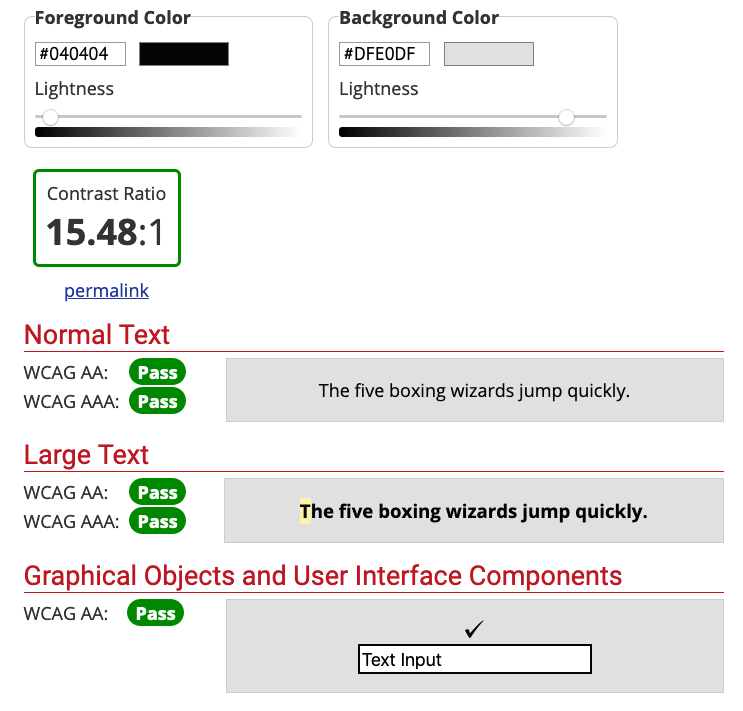 Foreground Color
#040404
Lightness
Background Color
#DFE0DF
Lightness
Contrast Ratio
15.48:1
permalink
Normal Text
WCAG AA: Pass
WCAG AAA: Pass
The five boxing wizards jump quickly.
Large Text
WCAG AA: Pass
WCAG AAA: Pass
The five boxing wizards jump quickly.
Graphical Objects and User Interface Components
WCAG AA: Pass
✓
Text Input